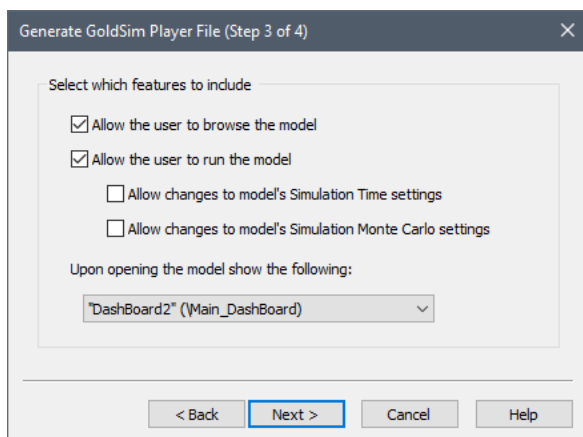 Generate GoldSim Player File (Step 3 of 4)
Select which features to include
Allow the user to browse the model
Allow the user to run the model
Allow changes to model's Simulation Time settings
Allow changes to model's Simulation Monte Carlo settings
Upon opening the model show the following:
"DashBoard2" (\Main_DashBoard)
< Back Next > Cancel Help